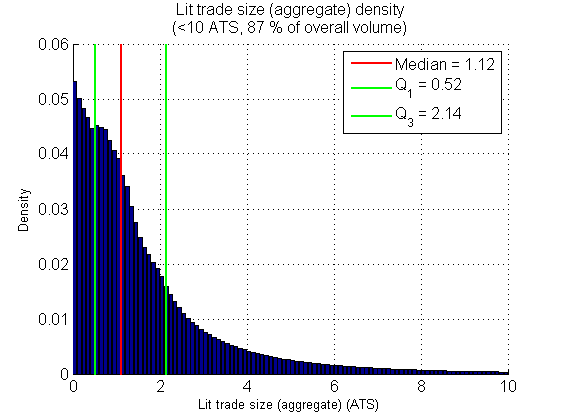 Lit trade size (aggregate) density
(<10 ATS, 87 % of overall volume)
0.06
0.05
0.04
0.03
0.02
0.01
0
Density
Median = 1.12
Q1 = 0.52
Q3 = 2.14
0 2 4 6 8 10
Lit trade size (aggregate) (ATS)